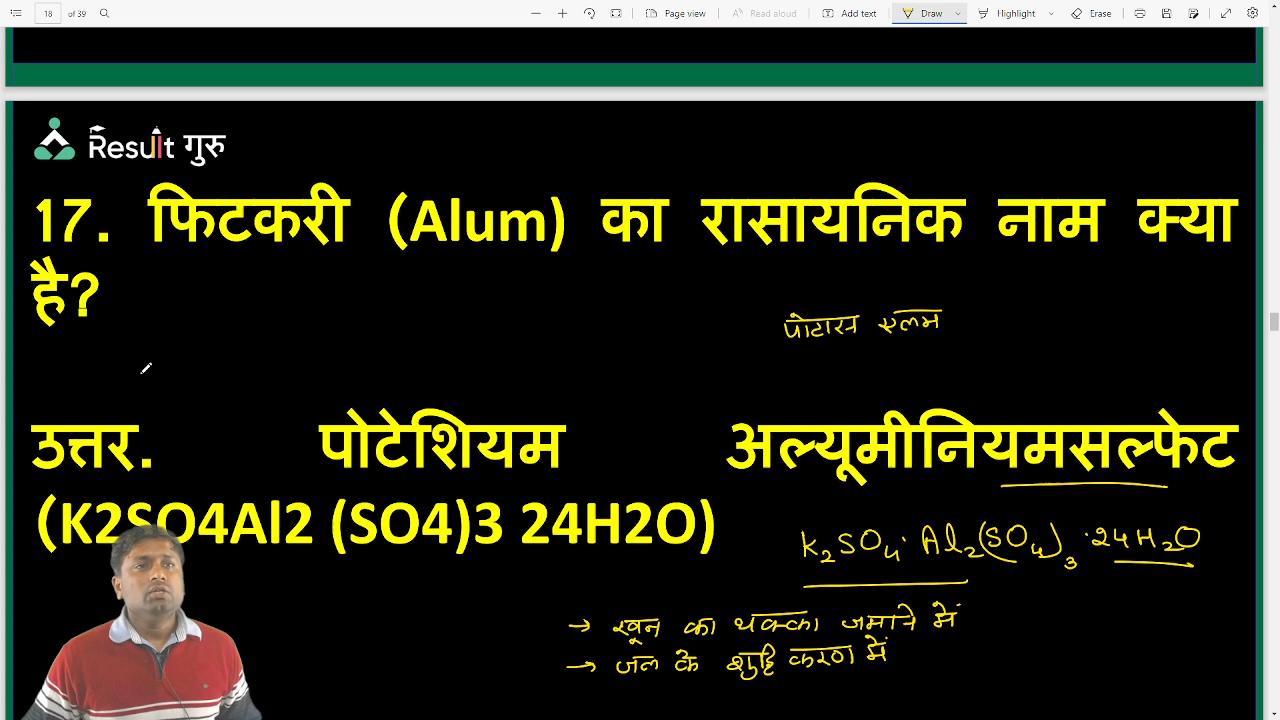 18 of 39 Page view Read aloud Add text Draw Highlight Erase
Result गुरु
17. फिटकरी (Alum) का रासायनिक नाम क्या
है?
पोटास एलम
उत्तर. पोटेशियम अल्यूमीनियमसल्फेट
(K2SO4Al2 (SO4)3 24H2O)
K₂SO₄·Al₂(SO₄)₃·24H₂O
→ खून का थक्का जमाने में
→ जल के शुद्दि करण में